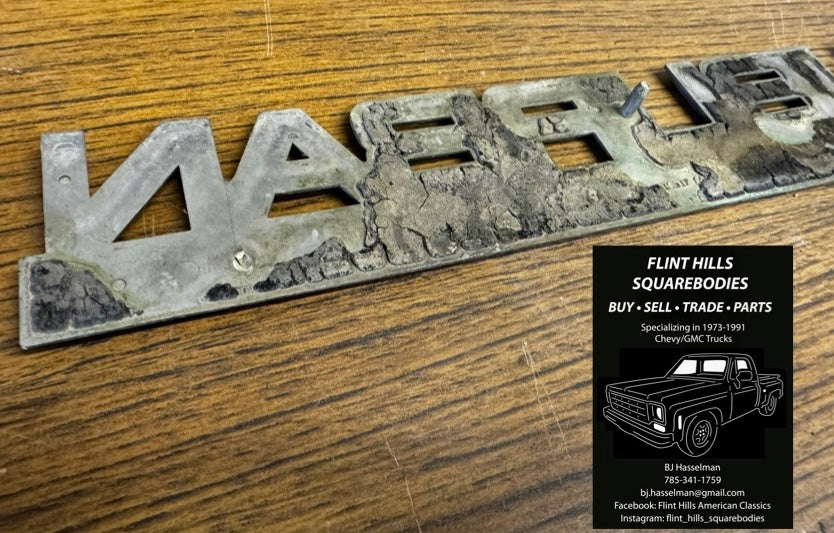 BURBAN
FLINT HILLS
SQUAREBODIES
BUY • SELL • TRADE • PARTS
Specializing in 1973-1991
Chevy/GMC Trucks
BJ Hasselman
785-341-1759
bj.hasselman@gmail.com
Facebook: Flint Hills American Classics
Instagram: flint_hills_squarebodies